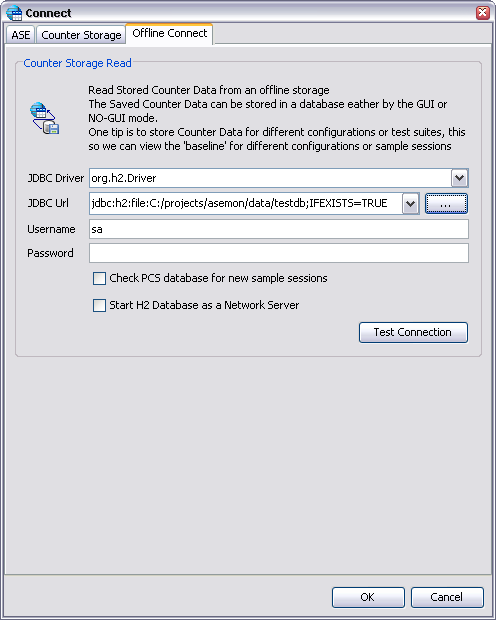 Connect
ASE
Counter Storage
Offline Connect
Counter Storage Read
Read Stored Counter Data from an offline storage
The Saved Counter Data can be stored in a database eather by the GUI or
NO-GUI mode.
One tip is to store Counter Data for different configurations or test suites, this
so we can view the 'baseline' for different configurations or sample sessions
JDBC Driver org.h2.Driver
JDBC Url jdbc:h2:file:C:/projects/asemon/data/testdb;IFEXISTS=TRUE ...
Username sa
Password
Check PCS database for new sample sessions
Start H2 Database as a Network Server
Test Connection
OK
Cancel